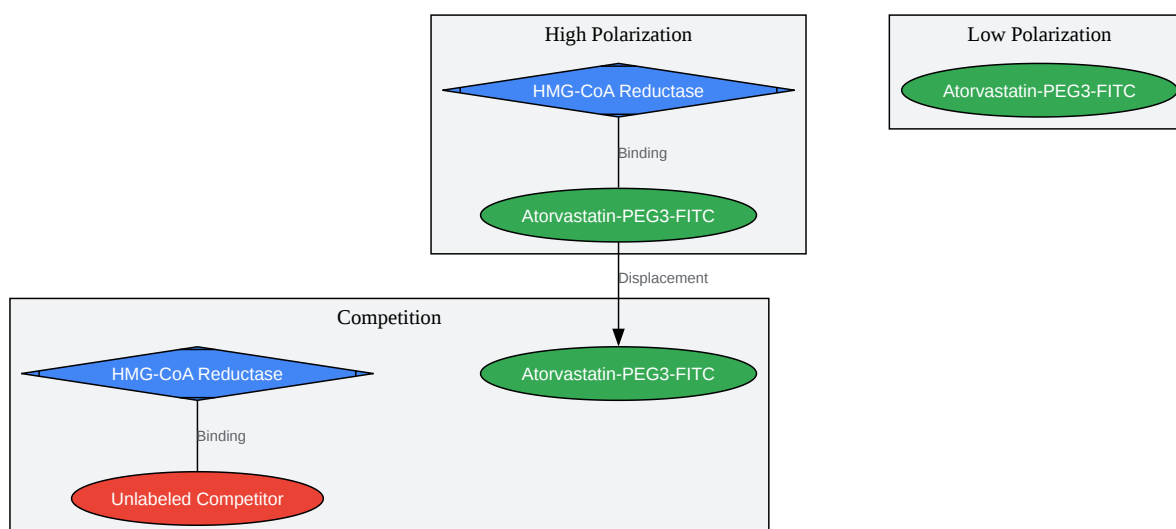 High Polarization
HMG-CoA Reductase
Binding
Atorvastatin-PEG3-FITC
Low Polarization
Atorvastatin-PEG3-FITC
Displacement
Competition
HMG-CoA Reductase
Binding
Unlabeled Competitor
Atorvastatin-PEG3-FITC